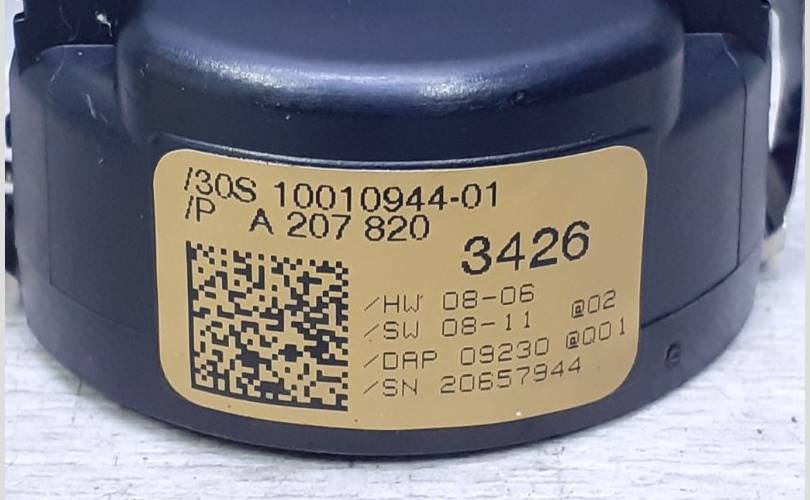 /30S 10010944-01
/P A 207 820
3426
/HW 08-06 @02
/SW 08-11 @Q01
/DAP 09230
/SN 20657944